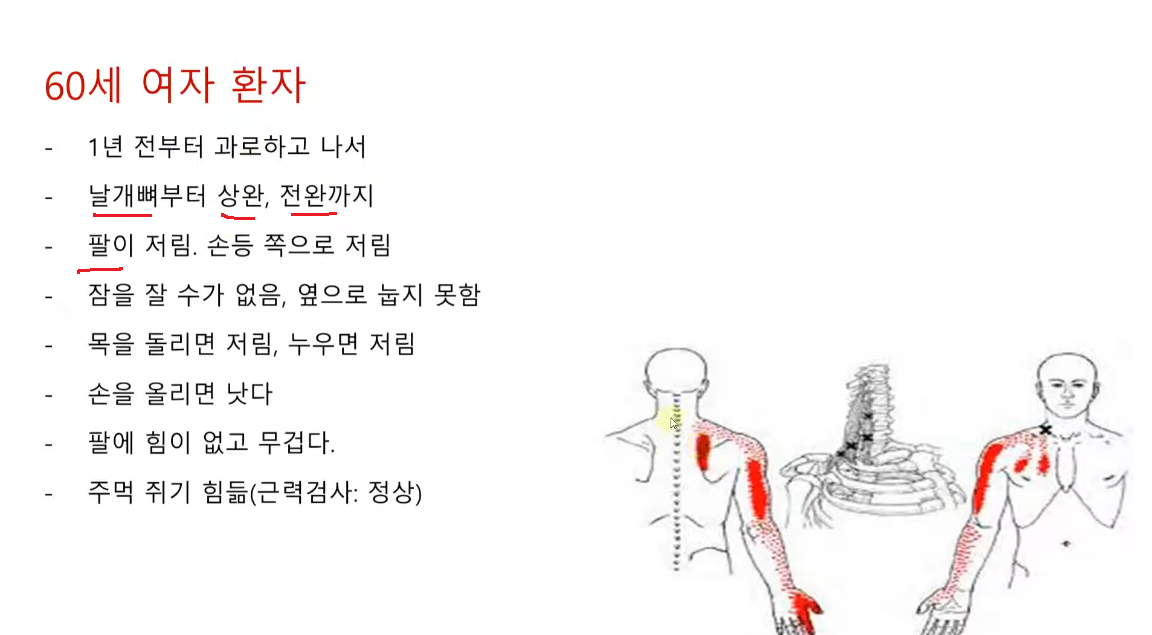 60세 여자 환자
- 1년 전부터 과로하고 나서
- 날개뼈부터 상완, 전완까지
- 팔이 저림. 손등 쪽으로 저림
- 잠을 잘 수가 없음, 옆으로 눕지 못함
- 목을 돌리면 저림, 누우면 저림
- 손을 올리면 낫다
- 팔에 힘이 없고 무겁다.
- 주먹 쥐기 힘듦(근력검사: 정상)